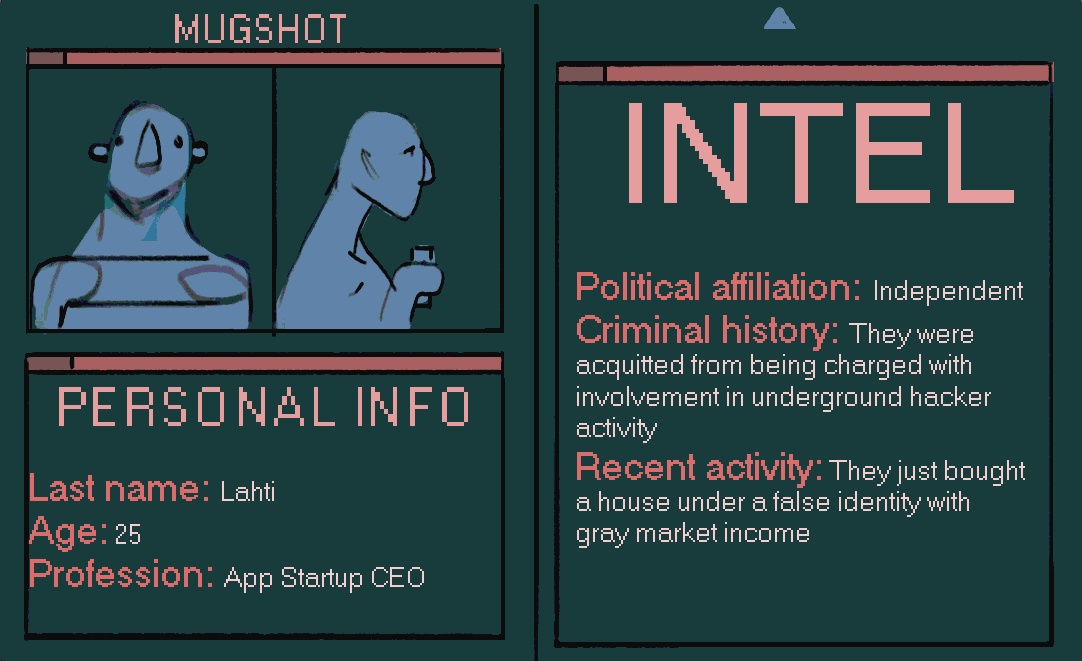 MUGSHOT
PERSONAL INFO
Last name: Lahti
Age: 25
Profession: App Startup CEO
INTEL
Political affiliation: Independent
Criminal history: They were
acquitted from being charged with
involvement in underground hacker
activity
Recent activity: They just bought
a house under a false identity with
gray market income